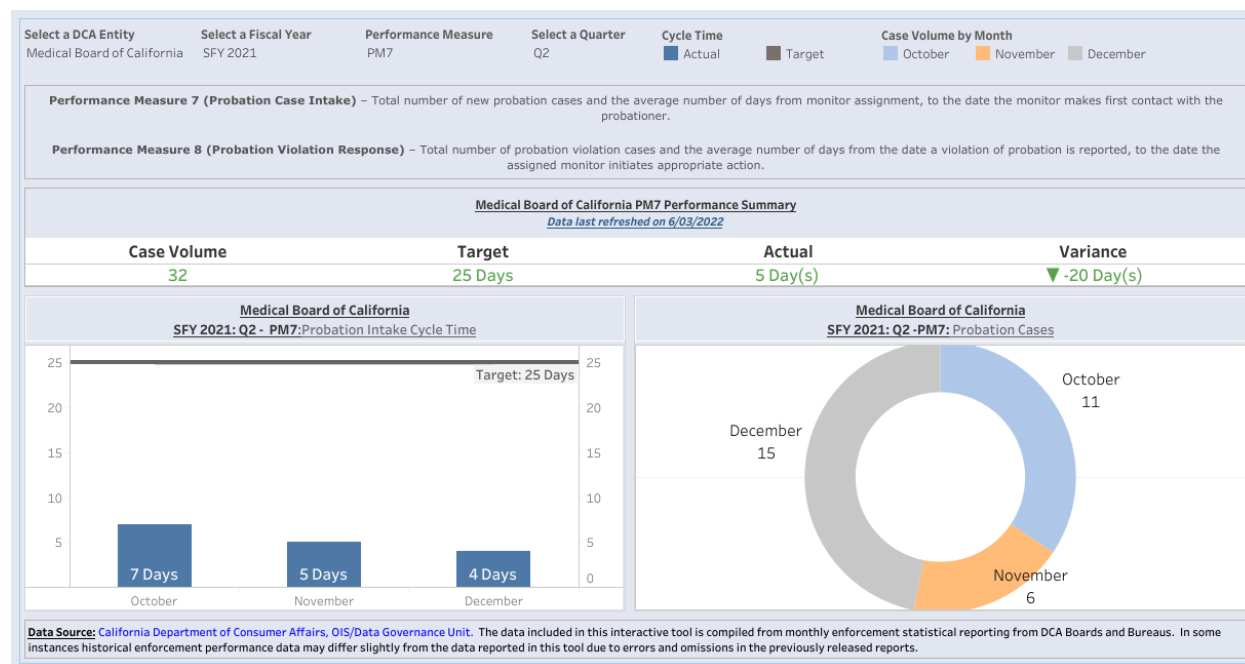 Select a DCA Entity
Medical Board of California
Select a Fiscal Year
SFY 2021
Performance Measure
PM7
Select a Quarter
Q2
Cycle Time
Actual
Target
Case Volume by Month
October
November
December
Performance Measure 7 (Probation Case Intake) – Total number of new probation cases and the average number of days from monitor assignment, to the date the monitor makes first contact with the
probationer.
Performance Measure 8 (Probation Violation Response) – Total number of probation violation cases and the average number of days from the date a violation of probation is reported, to the date the
assigned monitor initiates appropriate action.
Medical Board of California PM7 Performance Summary
Data last refreshed on 6/03/2022
Case Volume Target Actual Variance
32 25 Days 5 Day(s) ▼ -20 Day(s)
Medical Board of California
SFY 2021: Q2 - PM7:Probation Intake Cycle Time
25 25
Target: 25 Days
20 20
15 15
10 10
5 5
0
7 Days 5 Days 4 Days
October November December
Medical Board of California
SFY 2021: Q2 -PM7: Probation Cases
October
11
December
15
November
6
Data Source: California Department of Consumer Affairs, OIS/Data Governance Unit. The data included in this interactive tool is compiled from monthly enforcement statistical reporting from DCA Boards and Bureaus. In some
instances historical enforcement performance data may differ slightly from the data reported in this tool due to errors and omissions in the previously released reports.